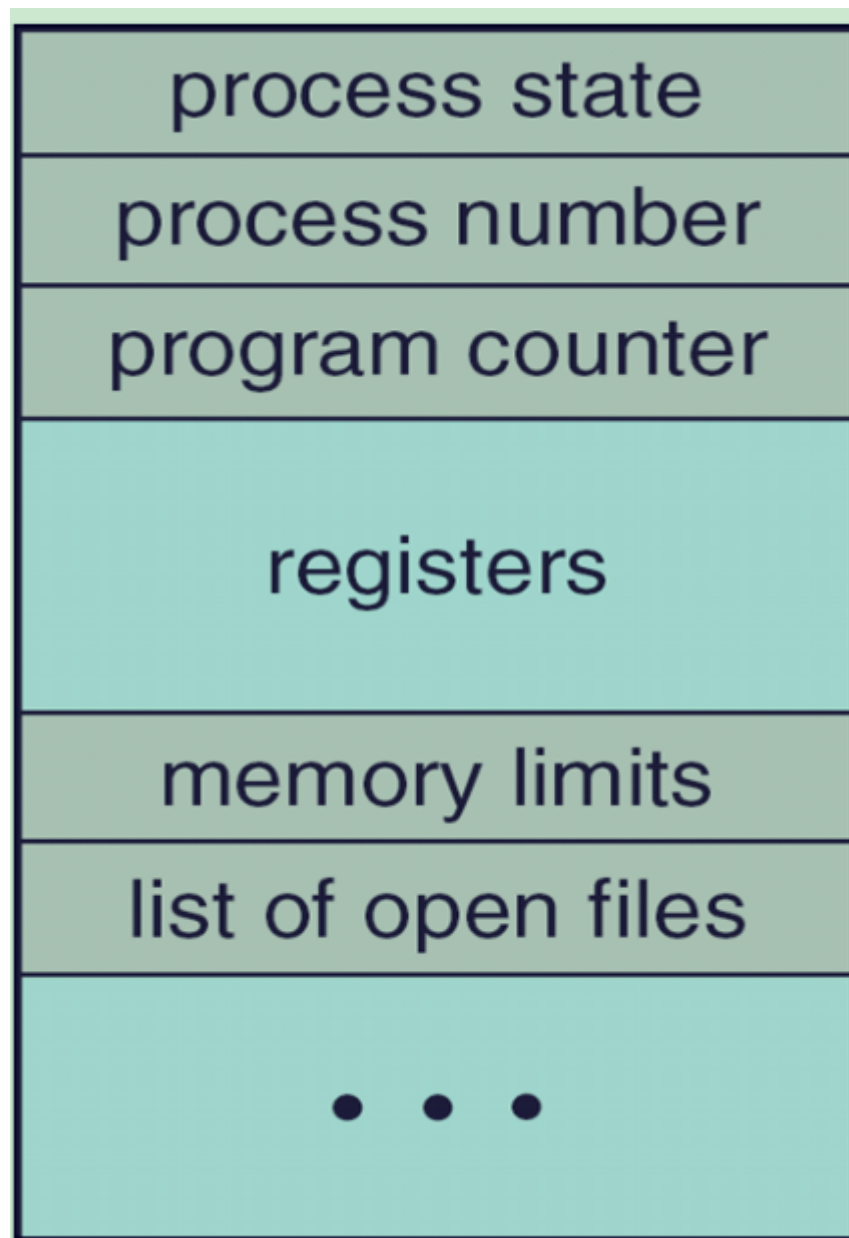 process state
process number
program counter
registers
memory limits
list of open files
• • •